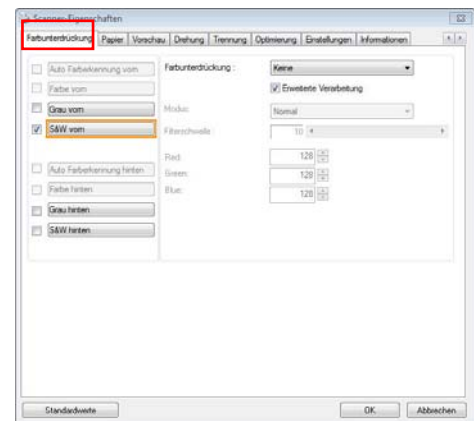 Scanner-Eigenschaften
Farbunterdrückung Papier Vorschau Drehung Trennung Optimierung Einstellungen Informationen
Auto Farberkennung vorn
Farbe vorn
Grau vorn
S&W vorn
Auto Farberkennung hinten
Farbe hinten
Grau hinten
S&W hinten
Farbunterdrückung : Keine
Erweiterte Verarbeitung
Modus: Normal
Filterschwelle 10
Red: 128
Green: 128
Blue: 128
Standardwerte OK Abbrechen